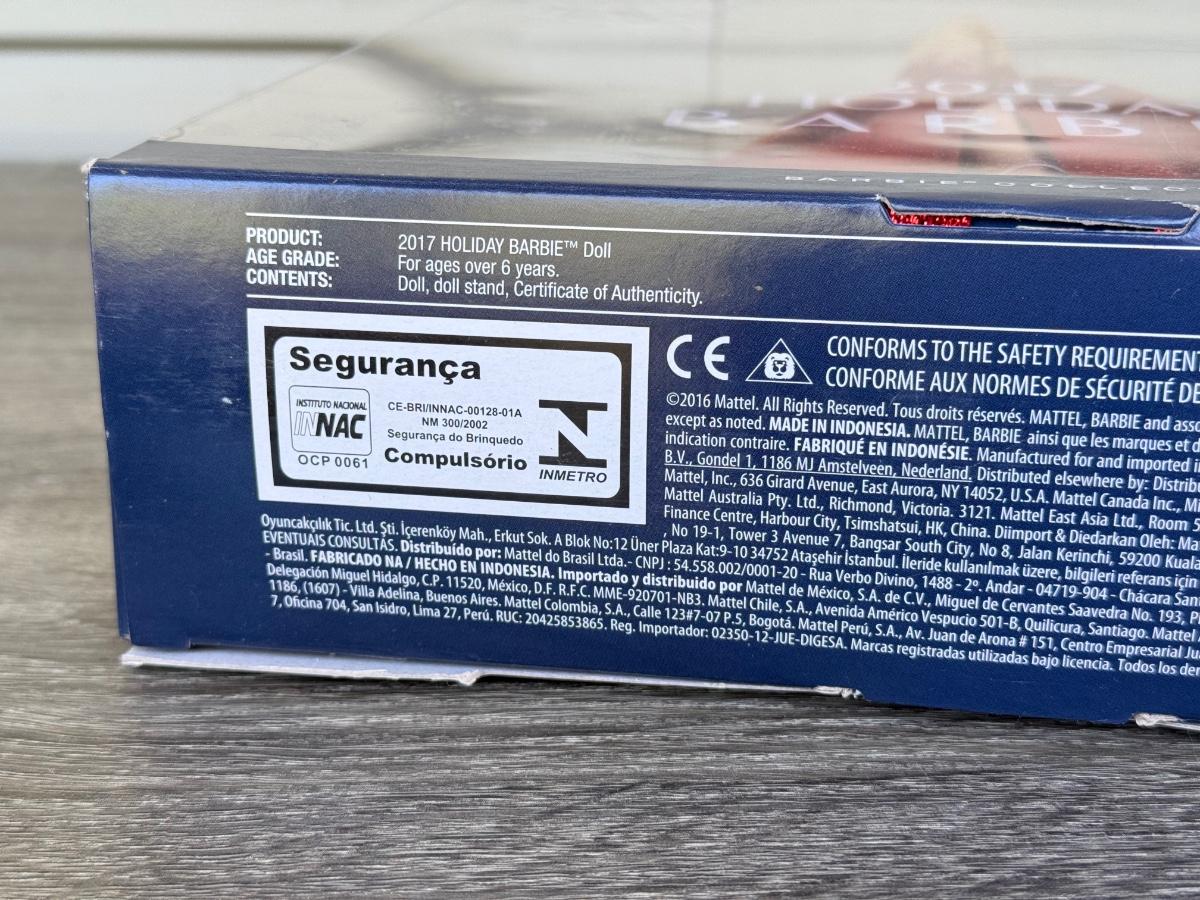 2017
HOLIDA
BARB
BARBIE COLLEC
PRODUCT: 2017 HOLIDAY BARBIE™ Doll
AGE GRADE: For ages over 6 years.
CONTENTS: Doll, doll stand, Certificate of Authenticity.
Segurança
INSTITUTO NACIONAL
INNAC
OCP 0061
CE-BRI/INNAC-00128-01A
NM 300/2002
Segurança do Brinquedo
Compulsório
INMETRO
CE
CONFORMS TO THE SAFETY REQUIREMENT
CONFORME AUX NORMES DE SÉCURITÉ DE
©2016 Mattel. All Rights Reserved. Tous droits réservés. MATTEL, BARBIE and asso
except as noted. MADE IN INDONESIA. MATTEL, BARBIE ainsi que les marques et d
indication contraire. FABRIQUÉ EN INDONÉSIE. Manufactured for and imported i
B.V., Gondel 1, 1186 MJ Amstelveen, Nederland. Distributed elsewhere by: Distribu
Mattel, Inc., 636 Girard Avenue, East Aurora, NY 14052, U.S.A. Mattel Canada Inc., Mi
Mattel Australia Pty. Ltd., Richmond, Victoria. 3121. Mattel East Asia Ltd., Room 5
Finance Centre, Harbour City, Tsimshatsui, HK, China. Diimport & Diedarkan Oleh: Ma
, No 19-1, Tower 3 Avenue 7, Bangsar South City, No 8, Jalan Kerinchi, 59200 Kuala
Oyuncakçılık Tic. Ltd. Şti. İçerenköy Mah., Erkut Sok. A Blok No:12 Üner Plaza Kat:9-10 34752 Ataşehir İstanbul. İleride kullanılmak üzere, bilgileri referans için
EVENTUAIS CONSULTAS. Distribuído por: Mattel do Brasil Ltda.- CNPJ : 54.558.002/0001-20 - Rua Verbo Divino, 1488 - 2º. Andar - 04719-904 - Chácara San
- Brasil. FABRICADO NA / HECHO EN INDONESIA. Importado y distribuido por Mattel de México, S.A. de C.V., Miguel de Cervantes Saavedra No. 193, P
Delegación Miguel Hidalgo, C.P. 11520, México, D.F. R.F.C. MME-920701-NB3. Mattel Chile, S.A., Avenida Américo Vespucio 501-B, Quilicura, Santiago. Mattel
1186, (1607) - Villa Adelina, Buenos Aires. Mattel Colombia, S.A., Calle 123#7-07 P.5, Bogotá. Mattel Perú, S.A., Av. Juan de Arona # 151, Centro Empresarial Ju
7, Oficina 704, San Isidro, Lima 27, Perú. RUC: 20425853865. Reg. Importador: 02350-12-JUE-DIGESA. Marcas registradas utilizadas bajo licencia. Todos los der